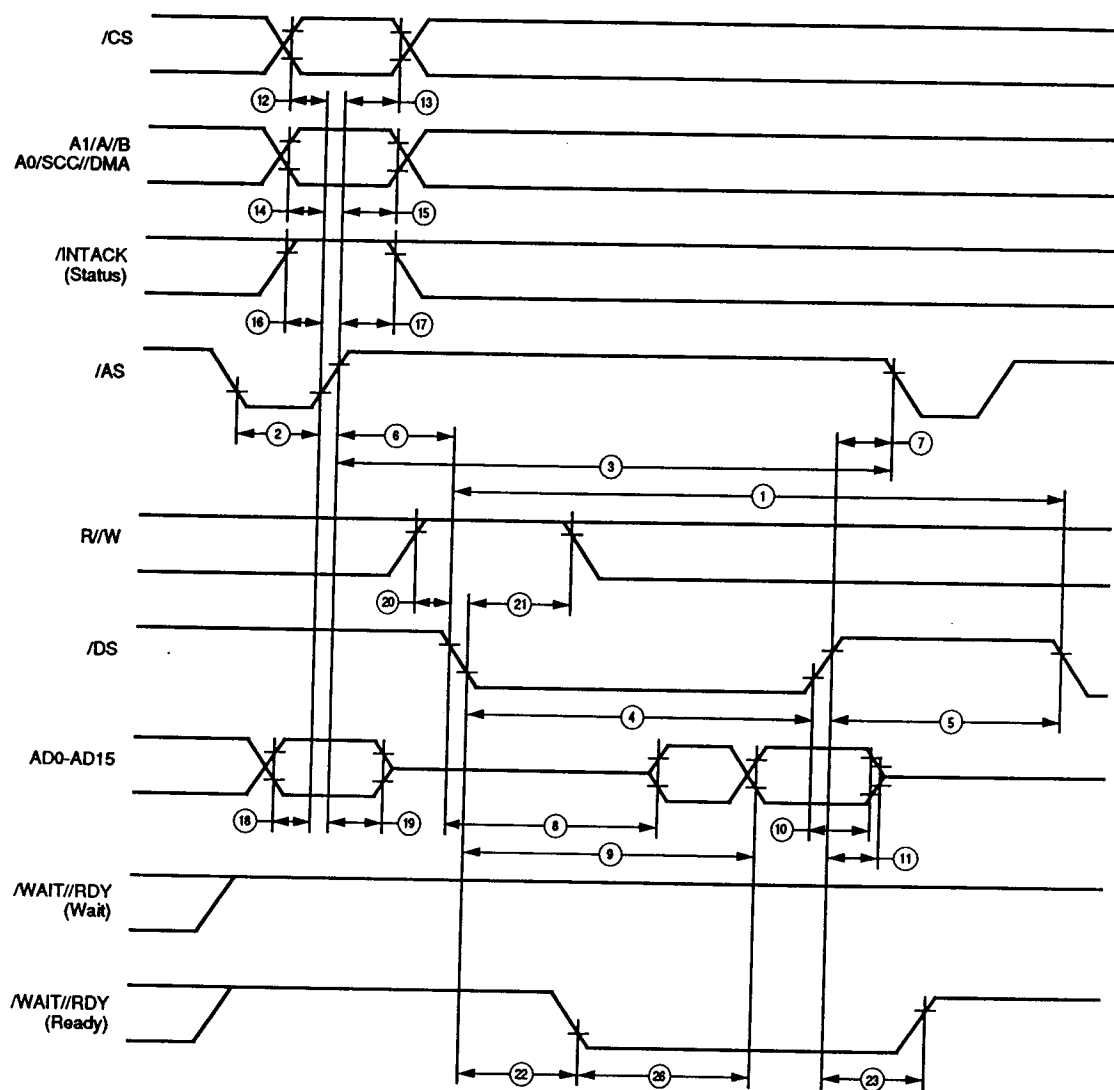 /CS
12
13
A1/A//B
A0/SCC//DMA
14
15
/INTACK
(Status)
16
17
/AS
2
6
7
3
1
R//W
20
21
/DS
4
5
AD0-AD15
18
19
8
10
9
11
/WAIT//RDY
(Wait)
/WAIT//RDY
(Ready)
22
26
23